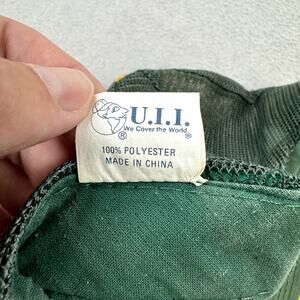 U.I.I.
We Cover the World
®
®
100% POLYESTER
MADE IN CHINA